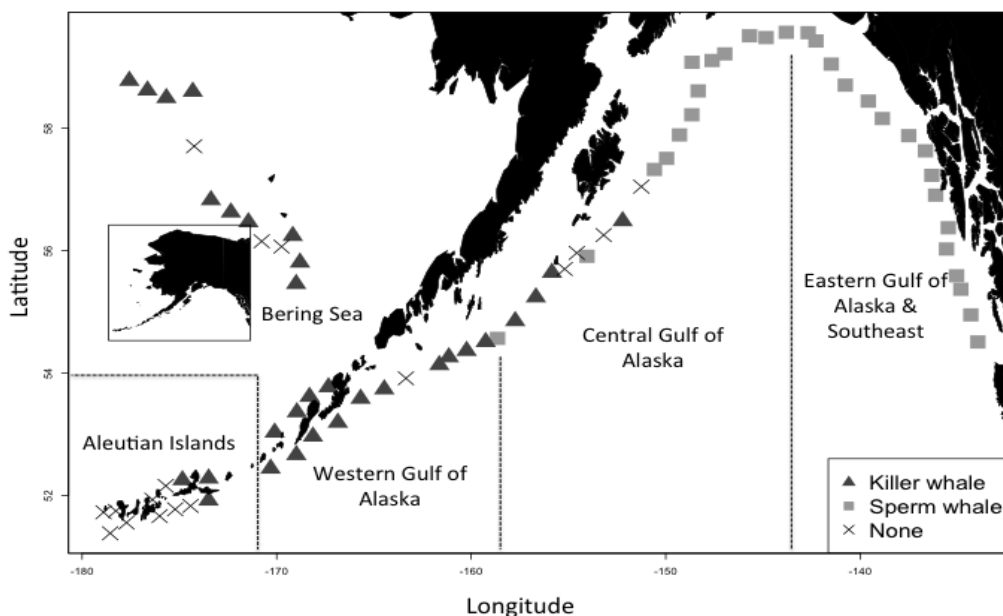 58
56
54
52
Latitude
Bering Sea
Eastern Gulf of
Alaska &
Southeast
Central Gulf of
Alaska
Aleutian Islands
Western Gulf of
Alaska
Killer whale
Sperm whale
None
-180
-170
-160
-150
-140
Longitude